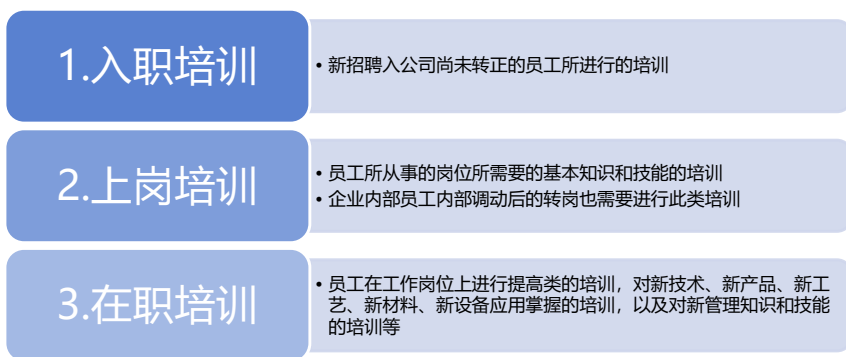 1.入职培训
• 新招聘入公司尚未转正的员工所进行的培训
2.上岗培训
• 员工所从事的岗位所需要的基本知识和技能的培训
• 企业内部员工内部调动后的转岗也需要进行此类培训
3.在职培训
• 员工在工作岗位上进行提高类的培训，对新技术、新产品、新工
艺、新材料、新设备应用掌握的培训，以及对新管理知识和技能
的培训等